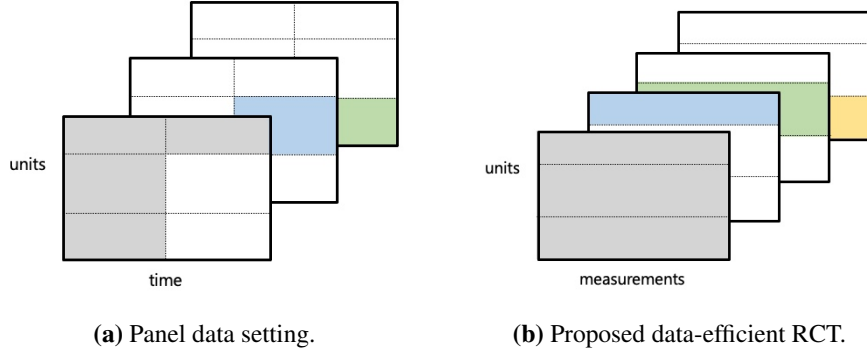 units
time
units
measurements
(a) Panel data setting.
(b) Proposed data-efficient RCT.